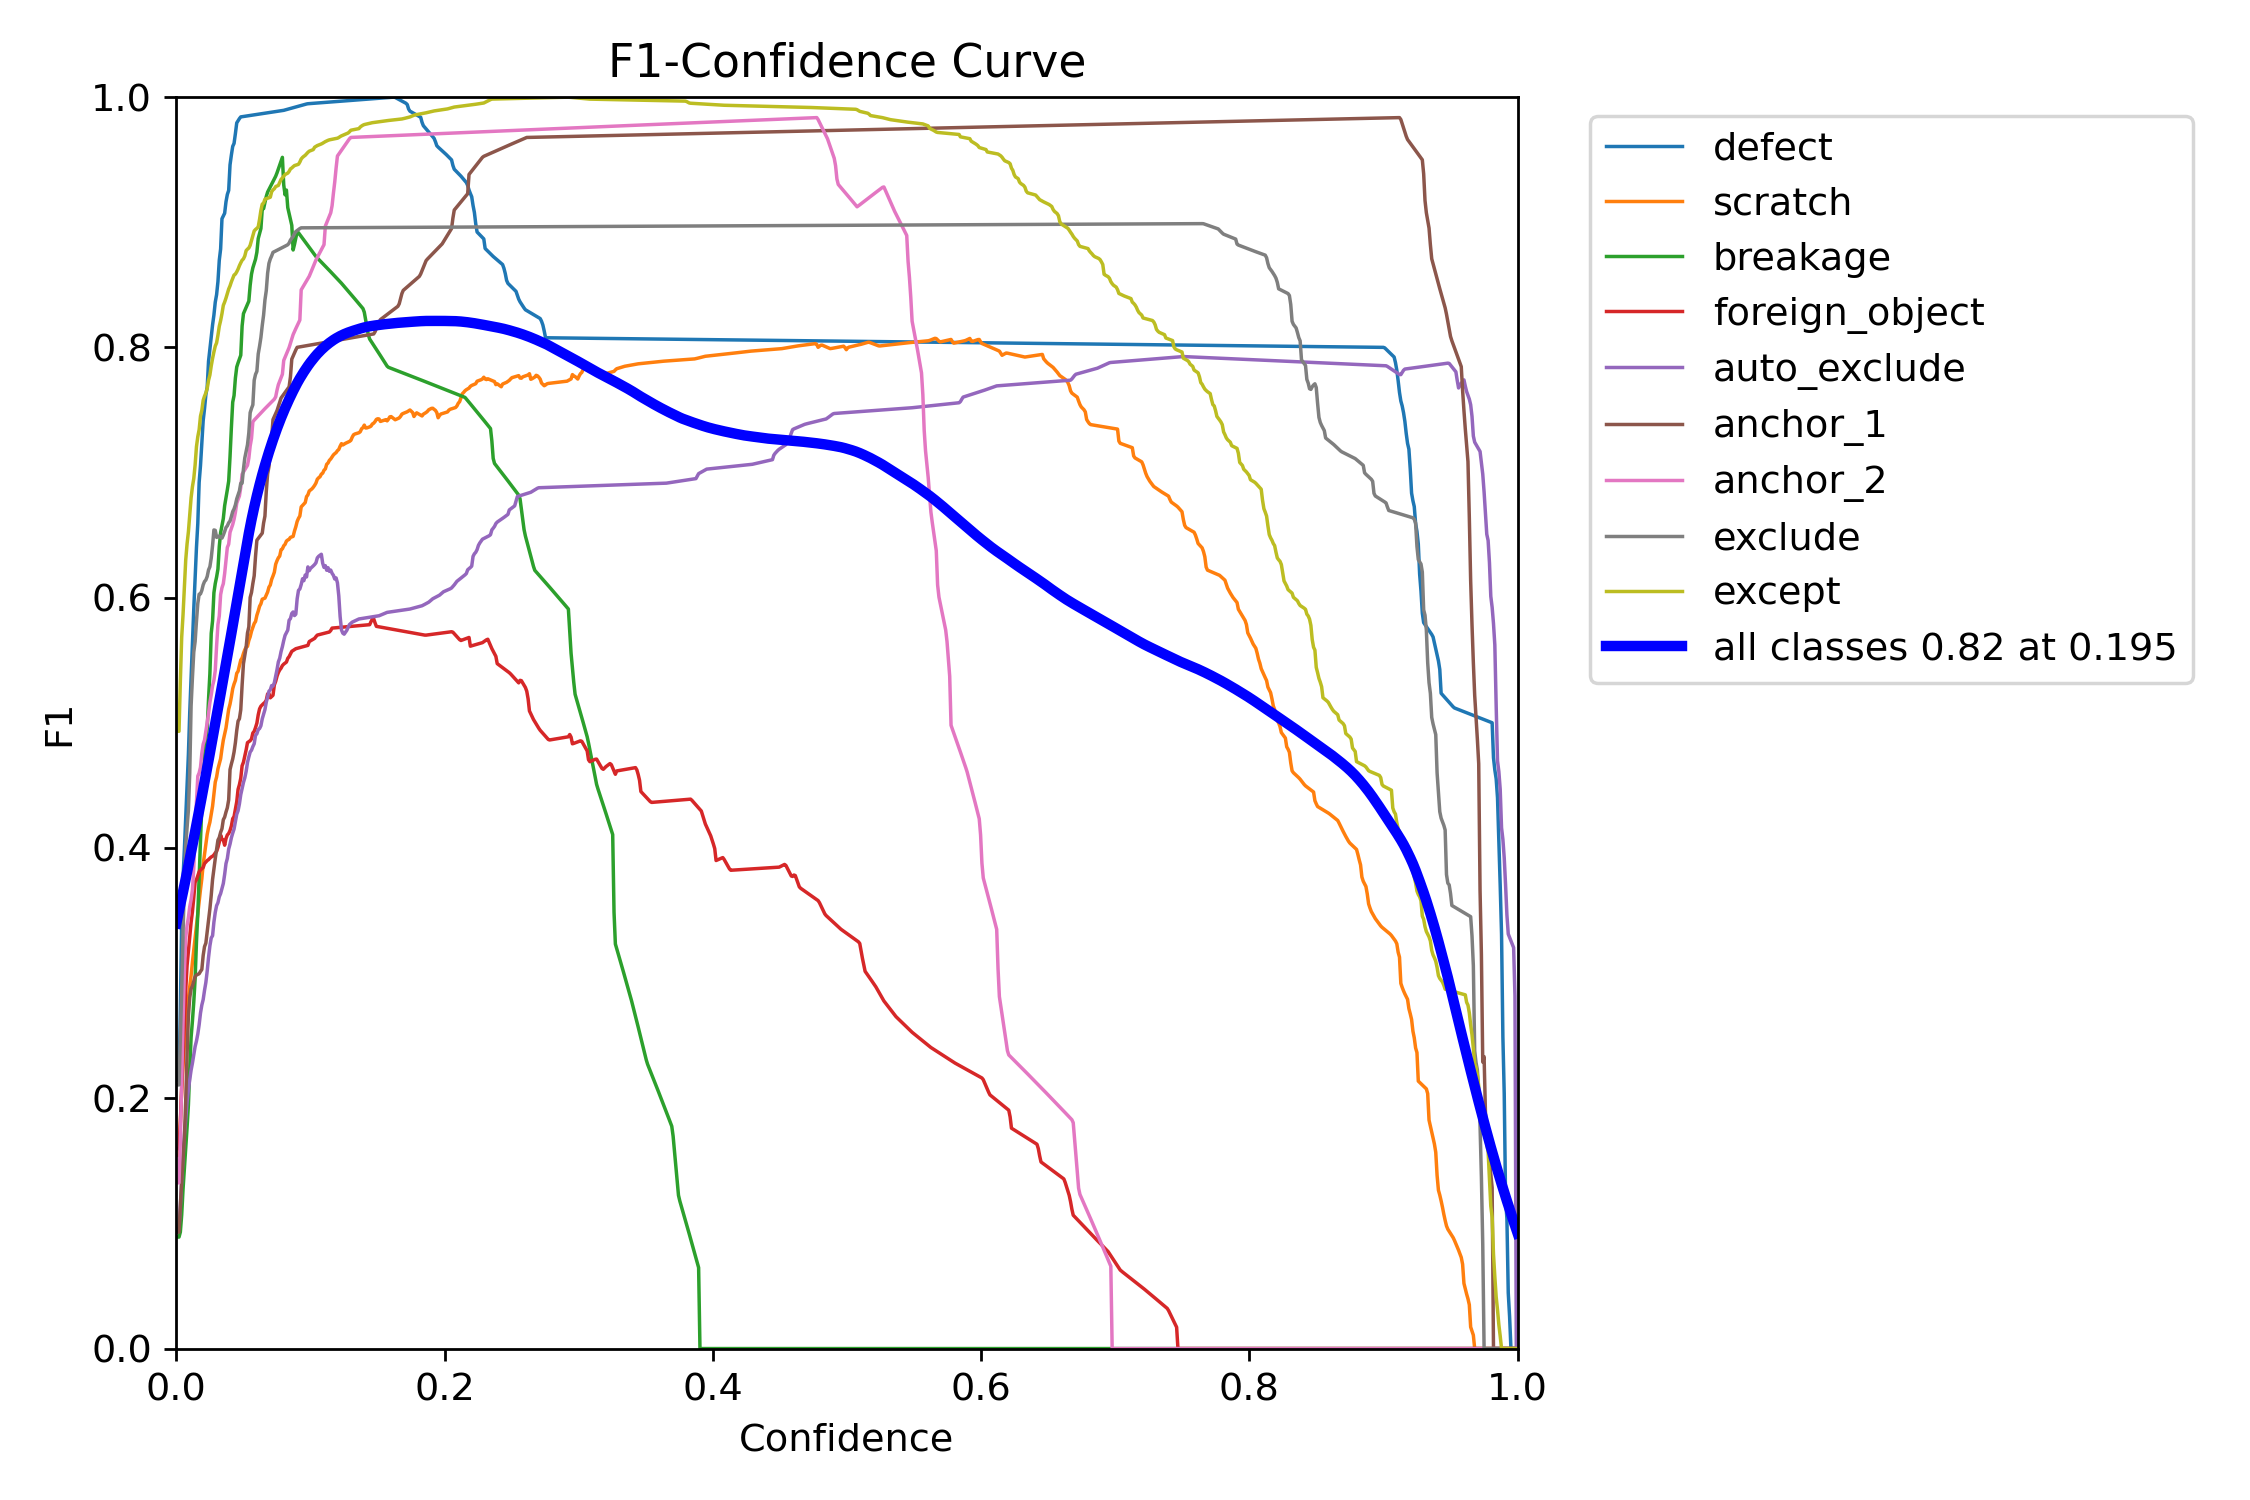 F1-Confidence Curve
1.0
0.8
0.6
0.4
0.2
0.0
F1
0.0 0.2 0.4 0.6 0.8 1.0
Confidence
defect
scratch
breakage
foreign_object
auto_exclude
anchor_1
anchor_2
exclude
except
all classes 0.82 at 0.195